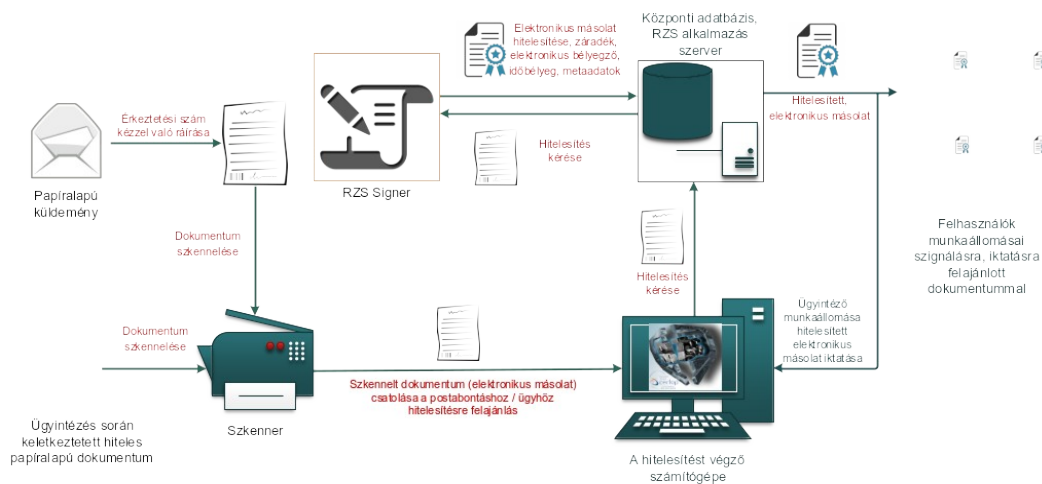 Elektronikus másolat
hitelesítése, záradék,
elektronikus bélyegző,
időbélyeg, metaadatok
Központi adatbázis,
RZS alkalmazás
szerver
Érkeztetési szám
kézzel való ráírása
Hitelesített,
elektronikus másolat
Hitelesítés
kérése
Papíralapú
küldemény
RZS Signer
Dokumentum
szkennelése
Hitelesítés
kérése
Felhasználók
munkaállomásai
szignálásra, iktatásra
felajánlott
dokumentummal
Dokumentum
szkennelése
Ügyintéző
munkaállomása
hitelesített
elektronikus
másolat iktatása
Szkennelt dokumentum (elektronikus másolat)
csatolása a postabontáshoz / ügyhöz
hitelesítésre felajánlás
Ügyintézés során
keletkeztetett hiteles
papíralapú dokumentum
Szkenner
A hitelesítést végző
számítógépe